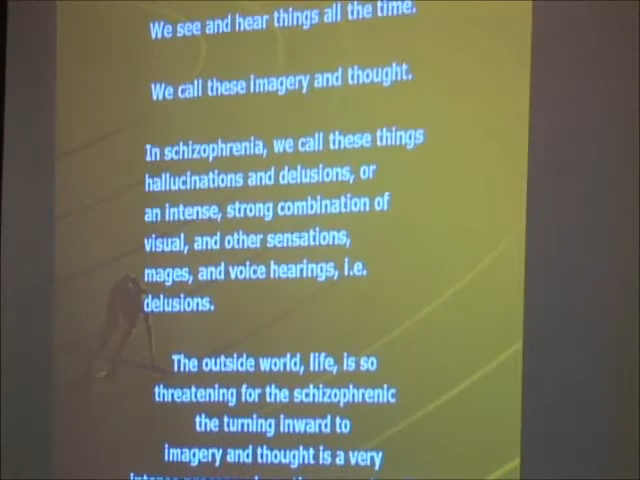 We see and hear things all the time.
We call these imagery and thought.
In schizophrenia, we call these things
hallucinations and delusions, or
an intense, strong combination of
visual, and other sensations,
mages, and voice hearings, i.e.
delusions.
The outside world, life, is so
threatening for the schizophrenic
the turning inward to
imagery and thought is a very
intense